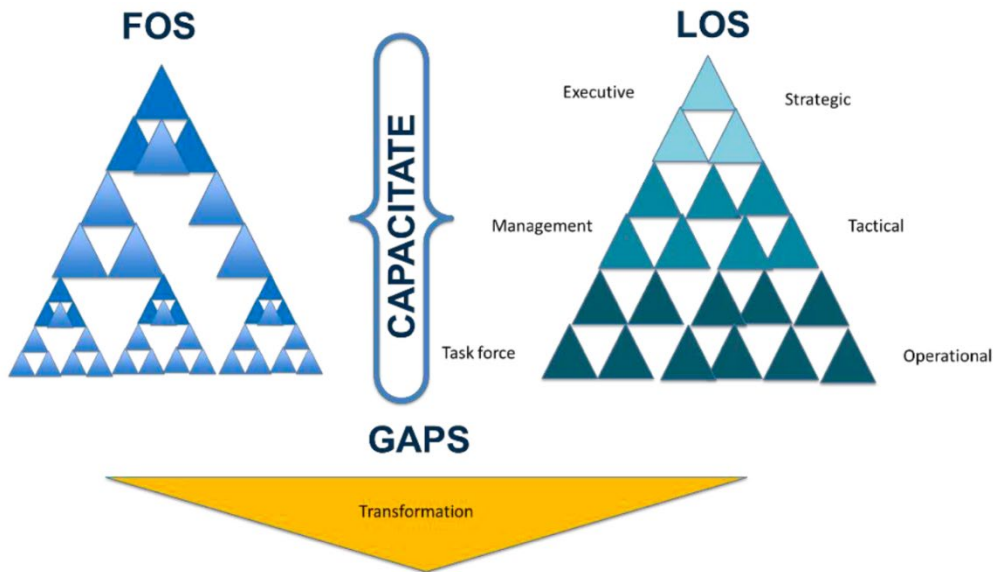 FOS
LOS
CAPACITATE
Executive
Strategic
Management
Tactical
Task force
Operational
GAPS
Transformation